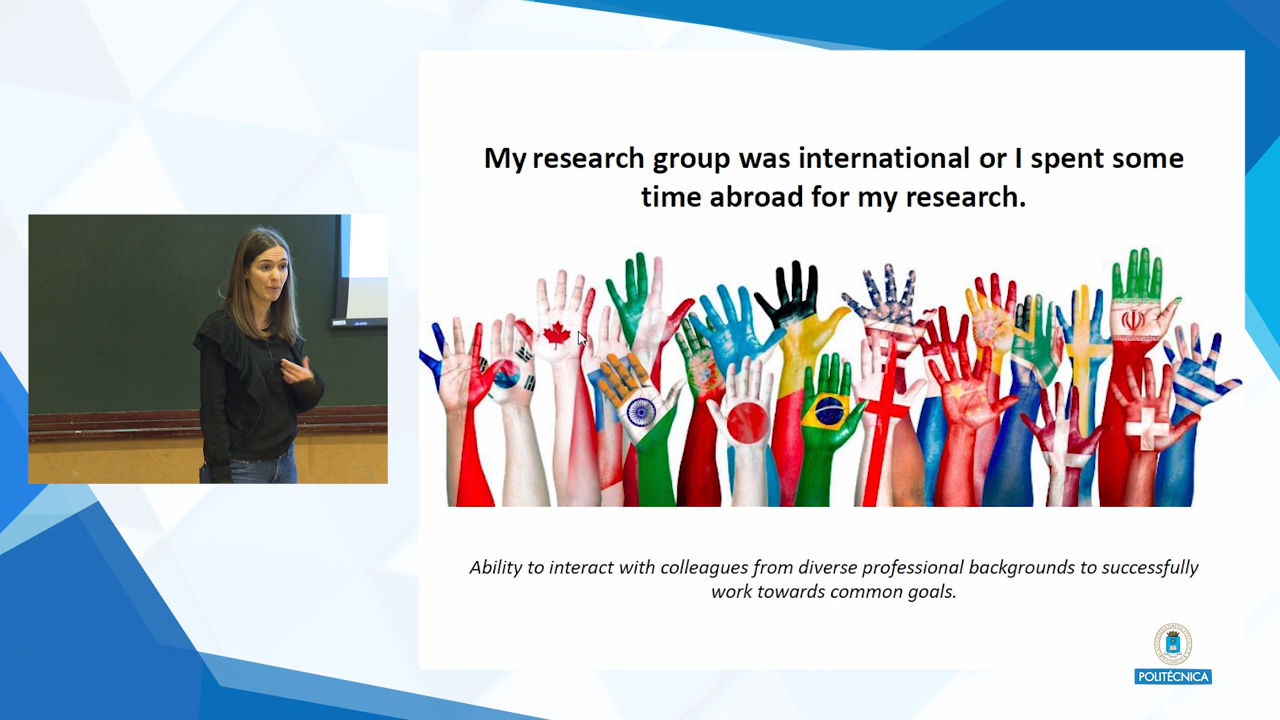 My research group was international or I spent some
time abroad for my research.
Ability to interact with colleagues from diverse professional backgrounds to successfully
work towards common goals.
POLITÉCNICA